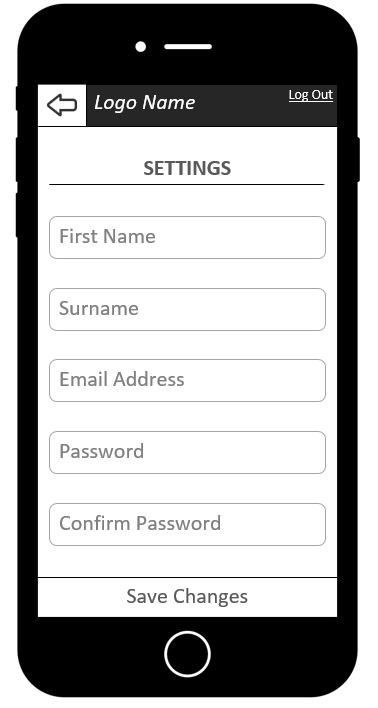 Logo Name
Log Out
SETTINGS
First Name
Surname
Email Address
Password
Confirm Password
Save Changes